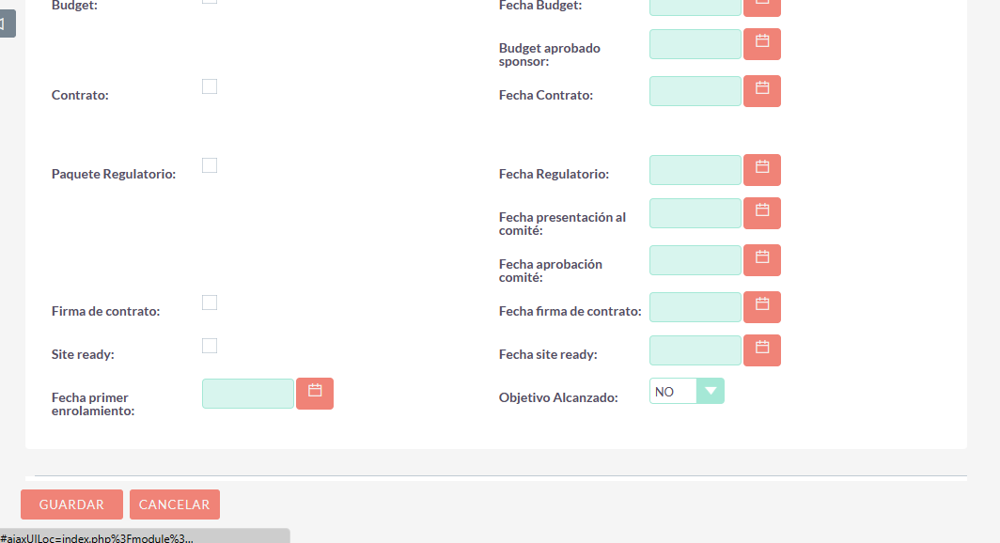 Budget:
Fecha Budget:
Budget aprobado
sponsor:
Contrato:
Fecha Contrato:
Paquete Regulatorio:
Fecha Regulatorio:
Fecha presentación al
comité:
Fecha aprobación
comité:
Firma de contrato:
Fecha firma de contrato:
Site ready:
Fecha site ready:
Fecha primer
enrolamiento:
Objetivo Alcanzado:
NO
GUARDAR
CANCELAR
#ajaxUILoc=index.php%3Fmodule%3...